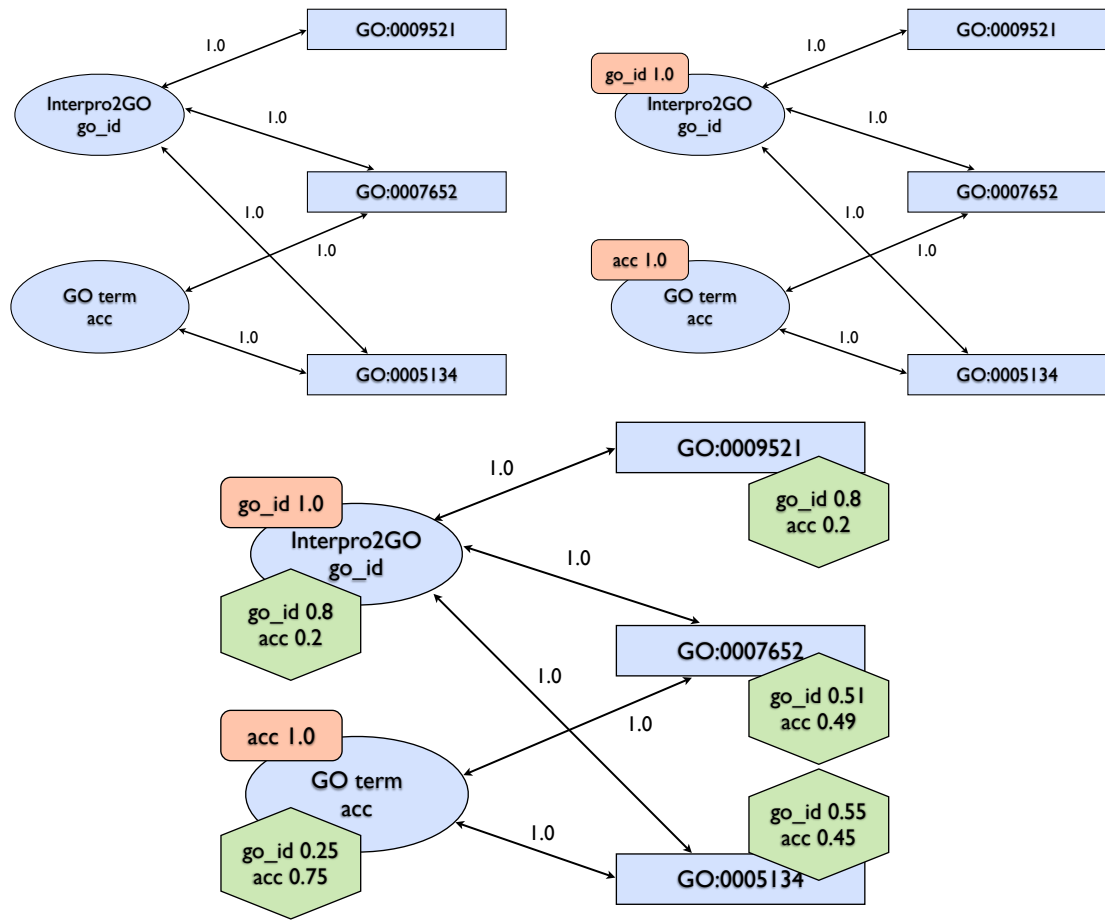 GO:0009521
1.0
Interpro2GO
go_id
1.0
GO:0007652
1.0
1.0
GO term
acc
1.0
GO:0005134
GO:0009521
1.0
go_id 1.0
Interpro2GO
go_id
1.0
GO:0007652
1.0
1.0
acc 1.0
GO term
acc
1.0
GO:0005134
GO:0009521
1.0
go_id 0.8
acc 0.2
go_id 1.0
Interpro2GO
go_id
1.0
go_id 0.8
acc 0.2
GO:0007652
1.0
go_id 0.51
acc 0.49
1.0
acc 1.0
GO term
acc
go_id 0.55
acc 0.45
1.0
go_id 0.25
acc 0.75
GO:0005134